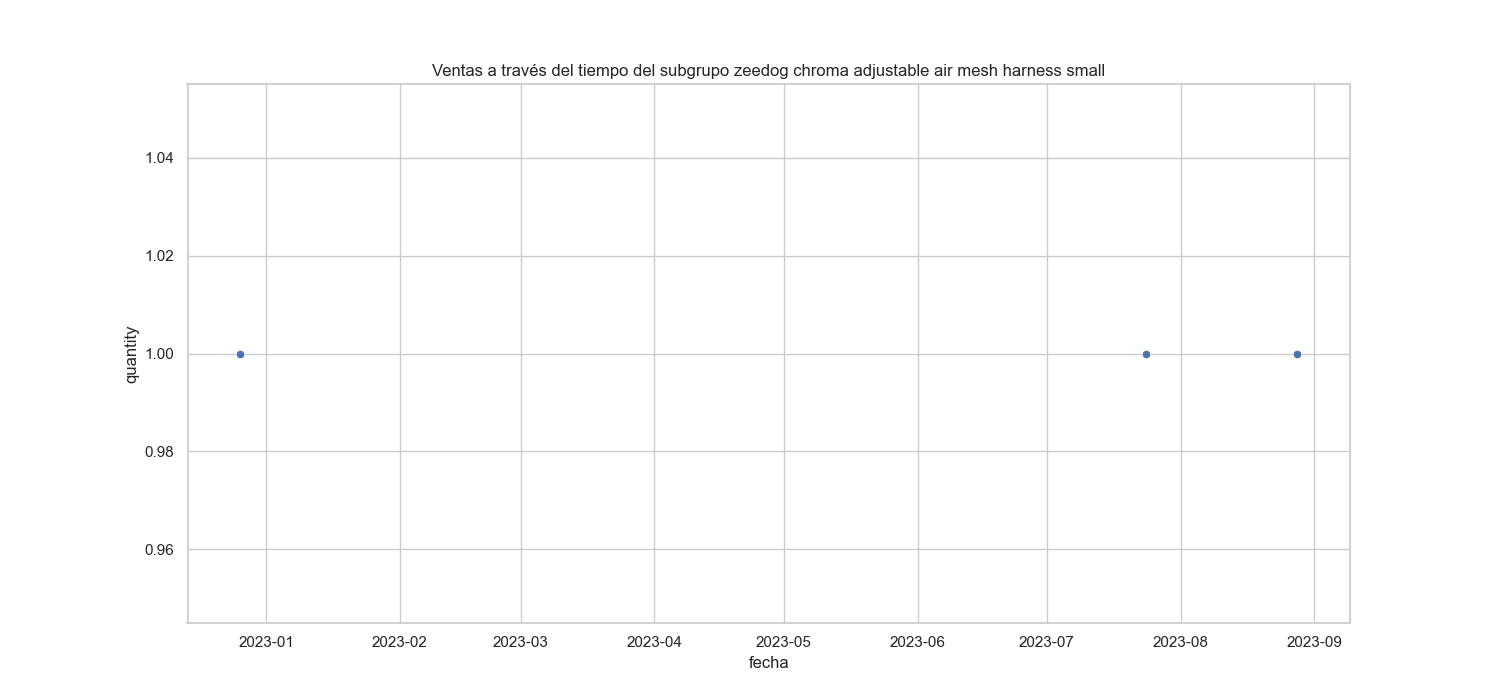 Ventas a través del tiempo del subgrupo zeedog chroma adjustable air mesh harness small
1.04
1.02
1.00
0.98
0.96
quantity
2023-01 2023-02 2023-03 2023-04 2023-05 2023-06 2023-07 2023-08 2023-09
fecha